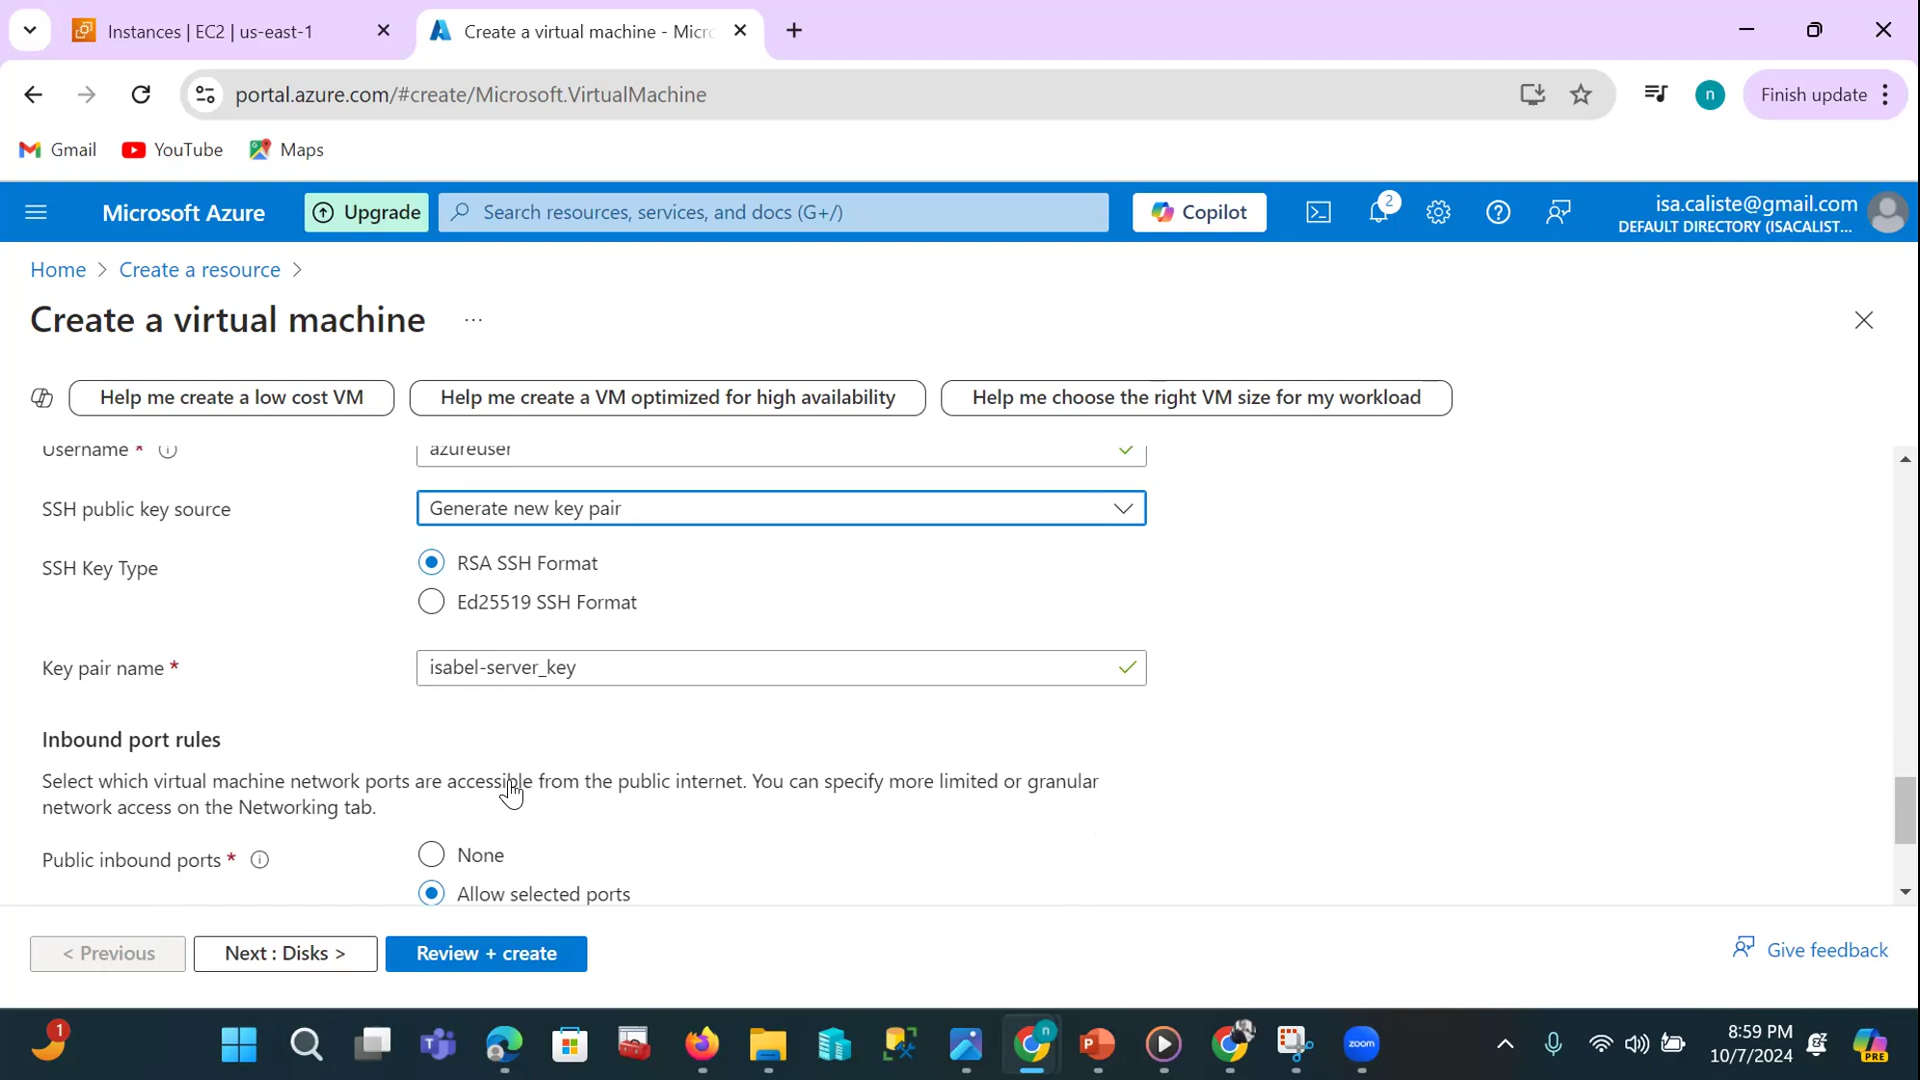 Instances | EC2 | us-east-1
Create a virtual machine - Micr
portal.azure.com/#create/Microsoft.VirtualMachine
n
Finish update
Gmail
YouTube
Maps
Microsoft Azure
Upgrade
Search resources, services, and docs (G+/)
Copilot
2
isa.caliste@gmail.com
DEFAULT DIRECTORY (ISACALIST...
Home > Create a resource >
Create a virtual machine ...
Help me create a low cost VM
Help me create a VM optimized for high availability
Help me choose the right VM size for my workload
Username *
azureuser
SSH public key source
Generate new key pair
SSH Key Type
RSA SSH Format
Ed25519 SSH Format
Key pair name *
isabel-server_key
Inbound port rules
Select which virtual machine network ports are accessible from the public internet. You can specify more limited or granular
network access on the Networking tab.
Public inbound ports *
None
Allow selected ports
< Previous
Next : Disks >
Review + create
Give feedback
1
n
zoom
8:59 PM
10/7/2024
PRE